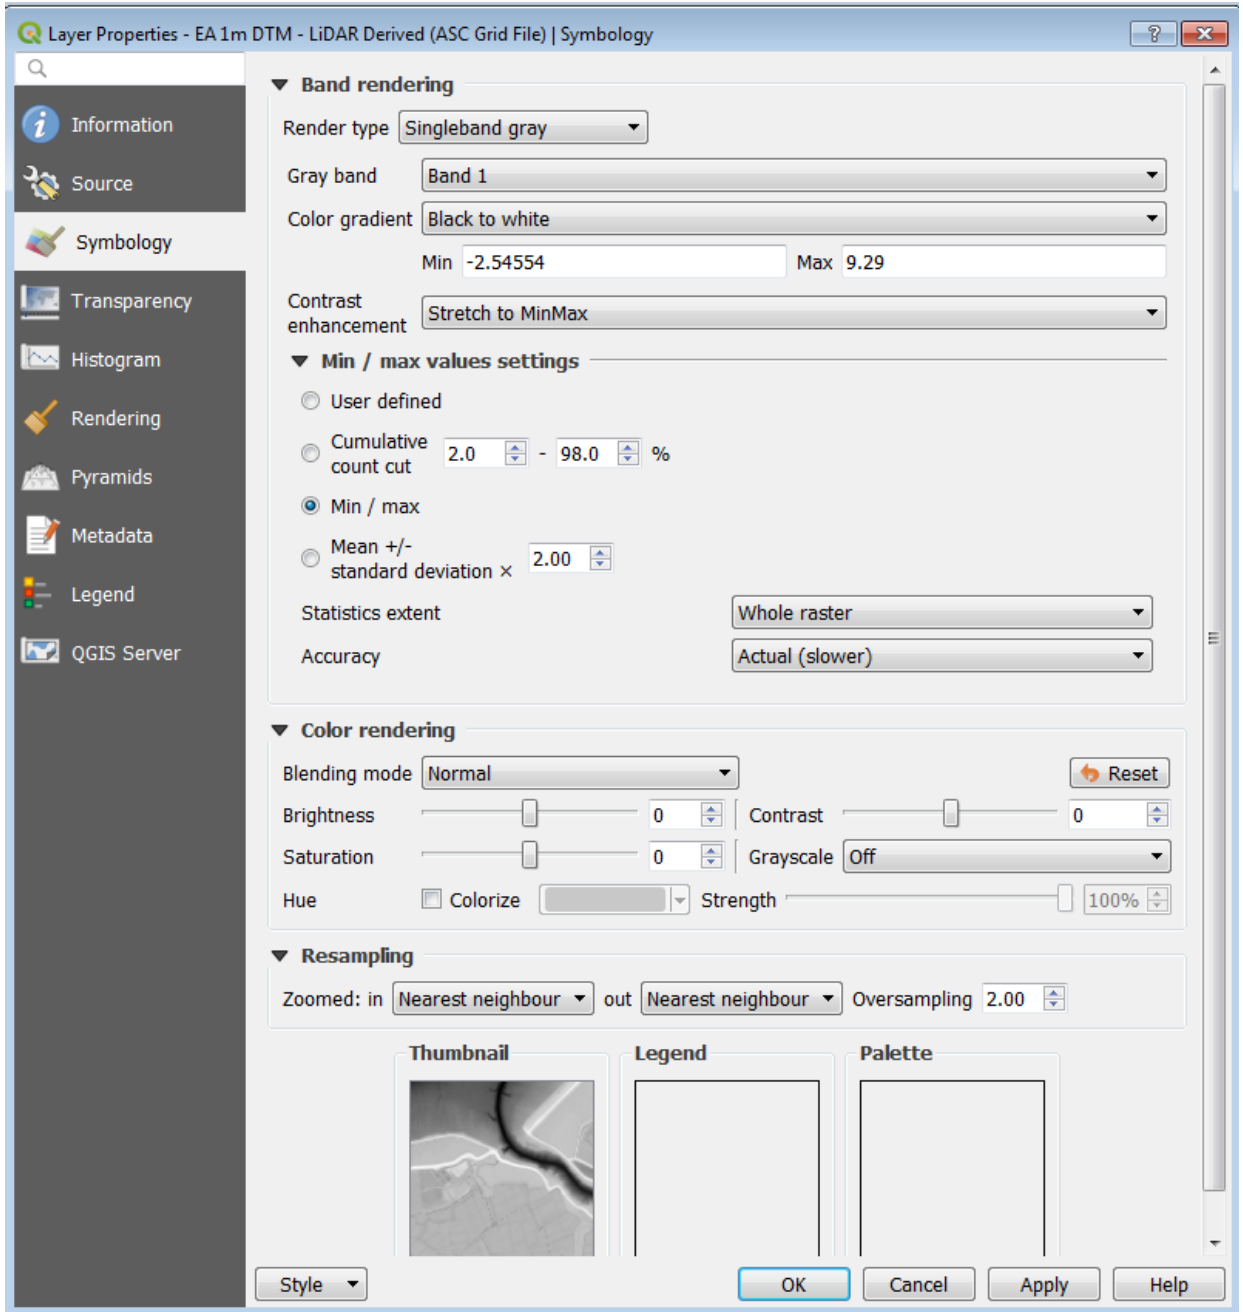 Layer Properties - EA 1m DTM - LiDAR Derived (ASC Grid File) | Symbology
Information
Source
Symbology
Transparency
Histogram
Rendering
Pyramids
Metadata
Legend
QGIS Server
Band rendering
Render type Singleband gray
Gray band Band 1
Color gradient Black to white
Min -2.54554 Max 9.29
Contrast
enhancement Stretch to MinMax
Min / max values settings
User defined
Cumulative
count cut 2.0 - 98.0 %
Min / max
Mean +/-
standard deviation × 2.00
Statistics extent Whole raster
Accuracy Actual (slower)
Color rendering
Blending mode Normal Reset
Brightness 0 Contrast 0
Saturation 0 Grayscale Off
Hue Colorize Strength 100%
Resampling
Zoomed: in Nearest neighbour out Nearest neighbour Oversampling 2.00
Thumbnail Legend Palette
Style OK Cancel Apply Help